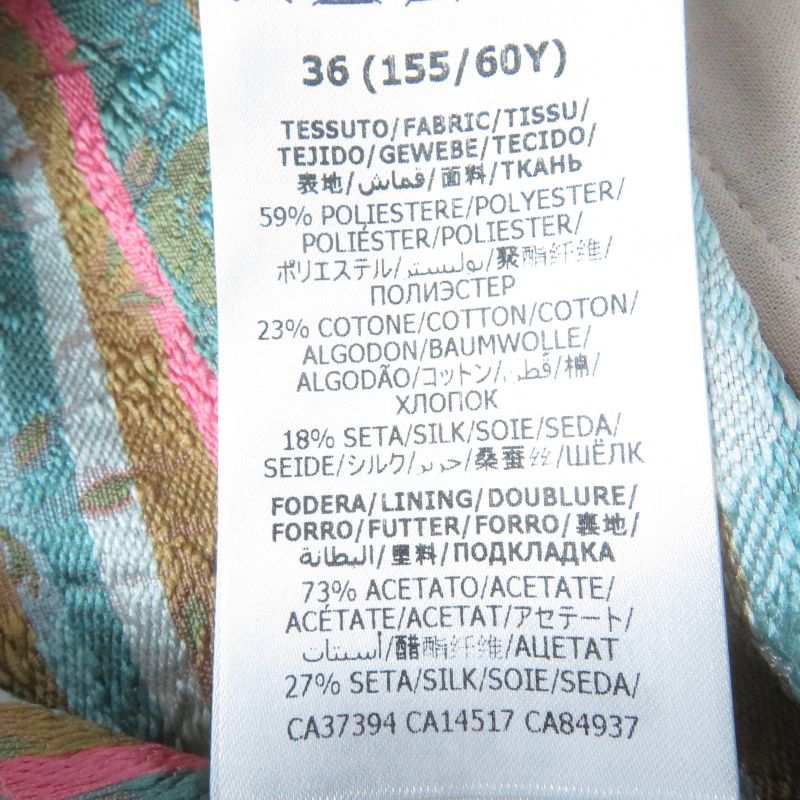 36 (155/60Y)
TESSUTO/FABRIC/TISSU/
TEJIDO/GEWEBE/TECIDO/
表地/قماش/面料/ТКАНЬ
59% POLIESTERE/POLYESTER/
POLIÉSTER/POLIESTER/
ポリエステル/بوليستر/聚酯纤维/
ПОЛИЭСТЕР
23% COTONE/COTTON/COTON/
ALGODON/BAUMWOLLE/
ALGODÃO/コットン/قطن/棉/
ХЛОПОК
18% SETA/SILK/SOIE/SEDA/
SEIDE/シルク/حرير/桑蚕丝/ШЁЛК
FODERA/LINING/DOUBLURE/
FORRO/FUTTER/FORRO/裏地/
البطانة/里料/ПОДКЛАДКА
73% ACETATO/ACETATE/
ACÉTATE/ACETAT/アセテート/
أسيتات/醋酯纤维/АЦЕТАТ
27% SETA/SILK/SOIE/SEDA/
CA37394 CA14517 CA84937